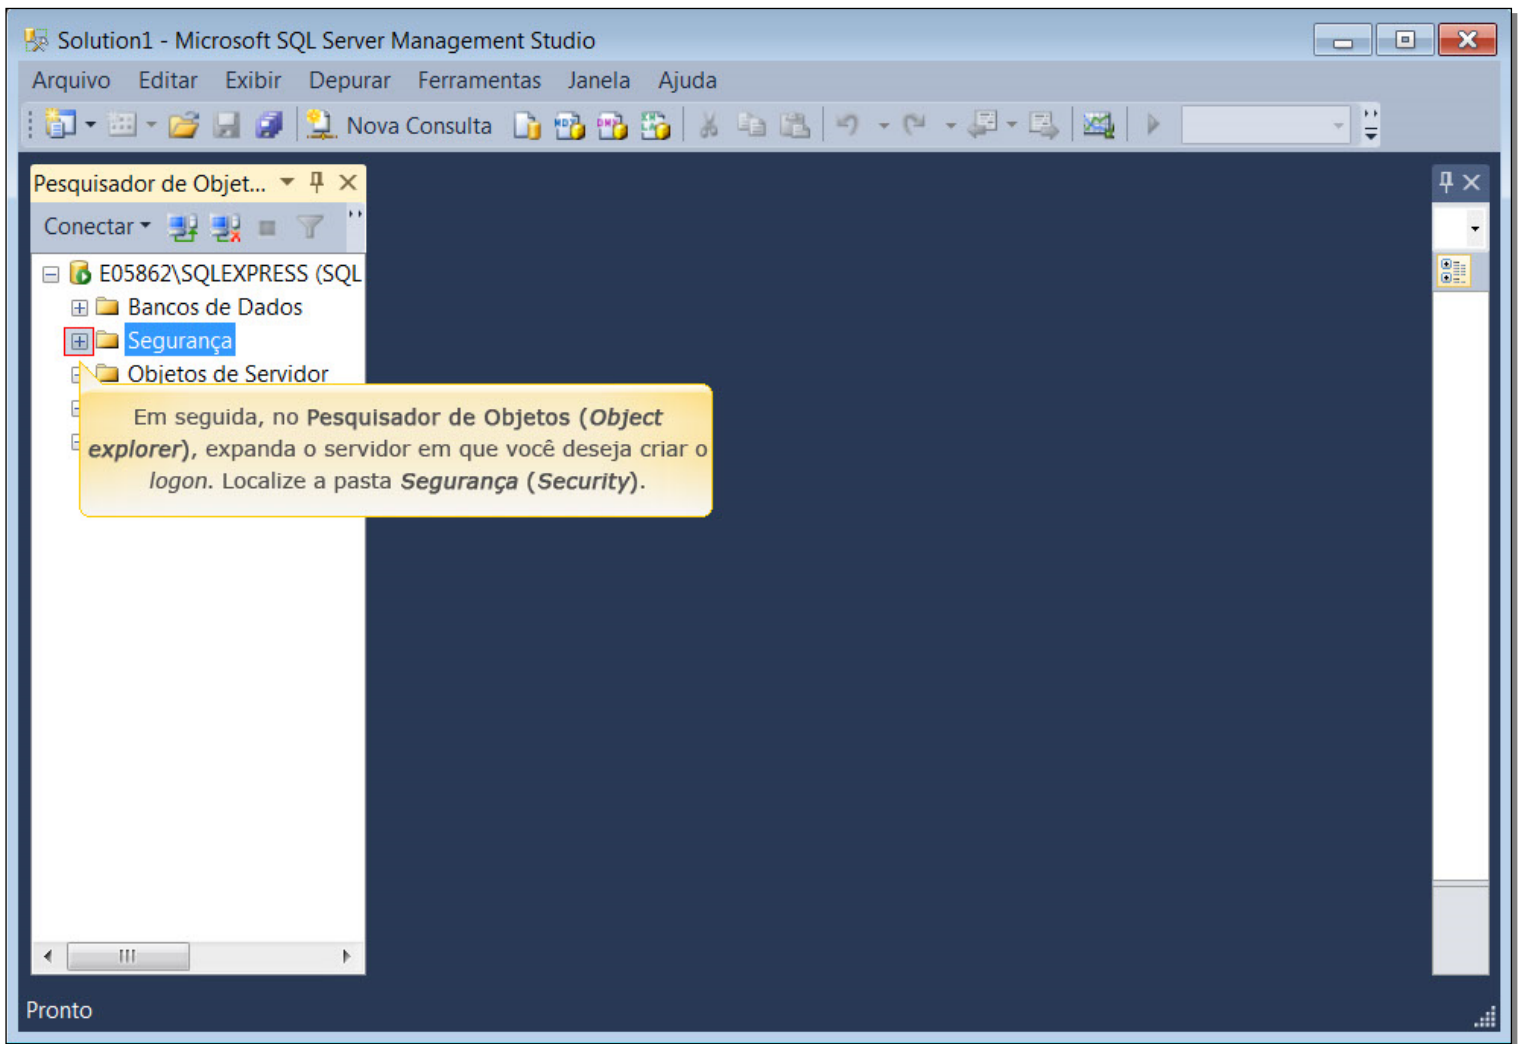 Solution1 - Microsoft SQL Server Management Studio
Arquivo Editar Exibir Depurar Ferramentas Janela Ajuda
Nova Consulta
Pesquisador de Objet...
Conectar
E05862\SQLEXPRESS (SQL
Bancos de Dados
Segurança
Objetos de Servidor
Em seguida, no Pesquisador de Objetos (Object
explorer), expanda o servidor em que você deseja criar o
logon. Localize a pasta Segurança (Security).
Pronto